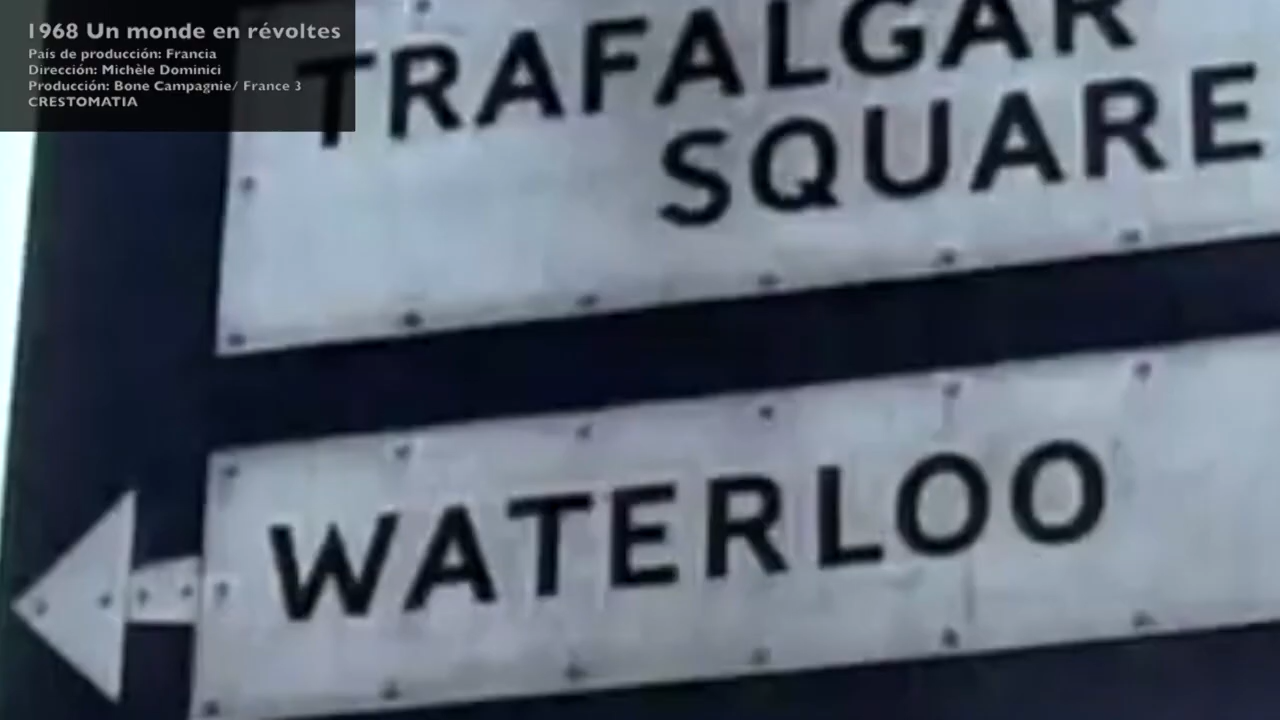 1968 Un monde en révoltes
País de producción: Francia
Dirección: Michèle Dominici
Producción: Bone Campagnie/ France 3
CRESTOMATIA
TRAFALGAR
SQUARE
WATERLOO